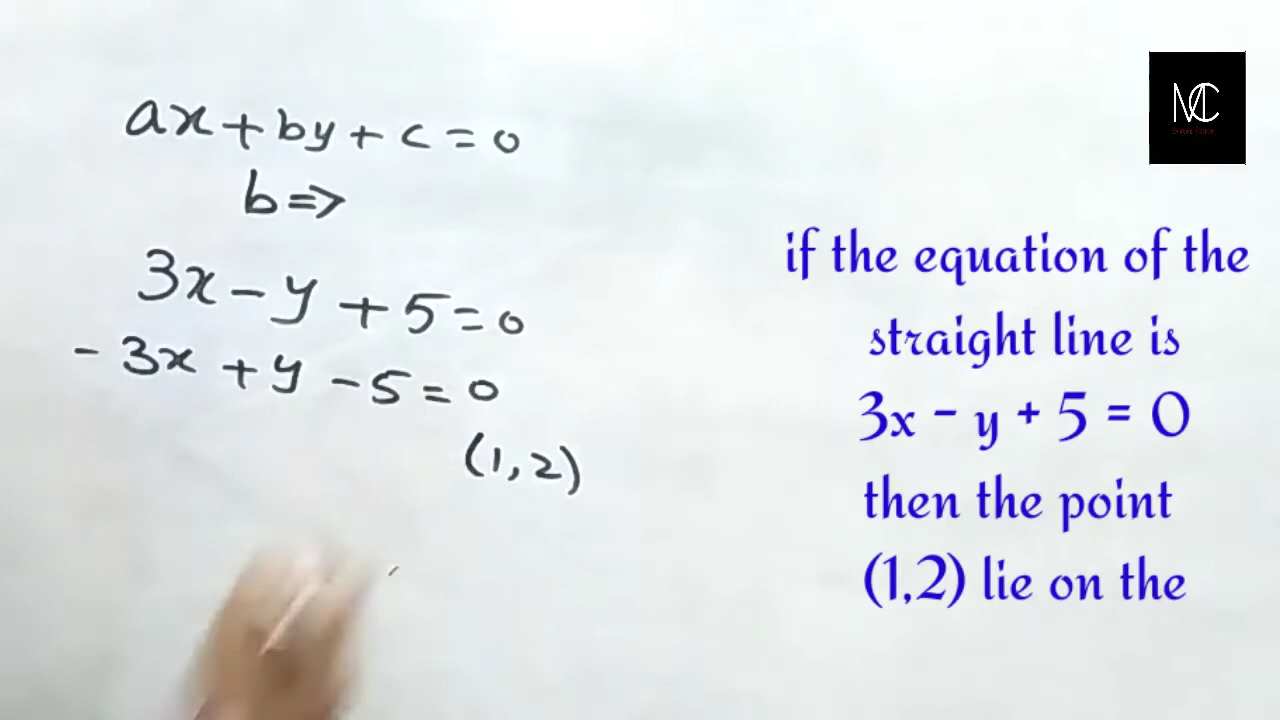 ax + by + c = 0
b =>
3x - y + 5 = 0
- 3x + y - 5 = 0
(1, 2)
MC
if the equation of the
straight line is
3x - y + 5 = 0
then the point
(1,2) lie on the